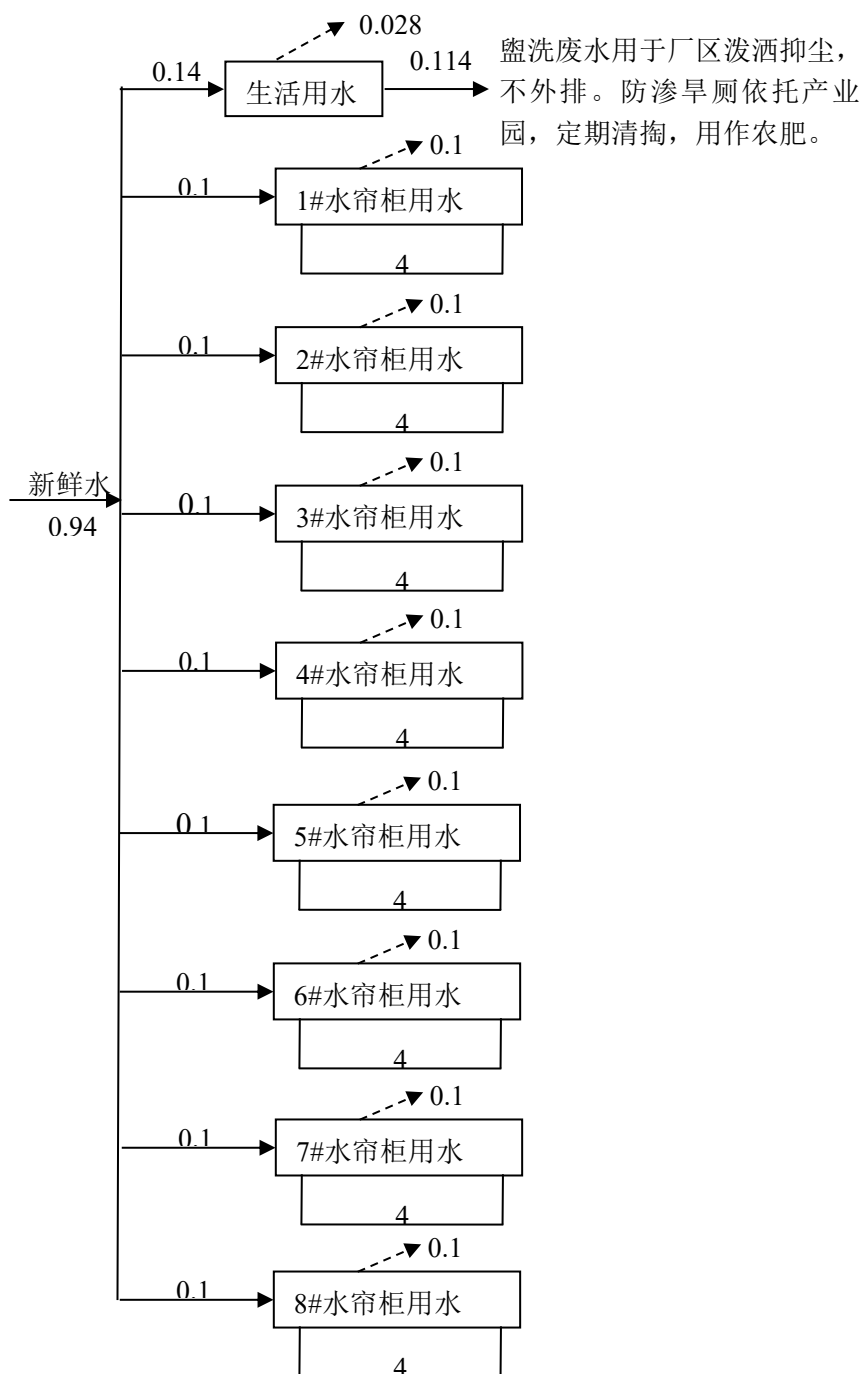 0.028
0.14
生活用水
0.114
盥洗废水用于厂区泼洒抑尘，
不外排。防渗旱厕依托产业
园，定期清掏，用作农肥。
0.1
0.1
1#水帘柜用水
4
0.1
0.1
2#水帘柜用水
4
0.1
新鲜水
0.94
0.1
3#水帘柜用水
4
0.1
0.1
4#水帘柜用水
4
0.1
0.1
5#水帘柜用水
4
0.1
0.1
6#水帘柜用水
4
0.1
0.1
7#水帘柜用水
4
0.1
0.1
8#水帘柜用水
4